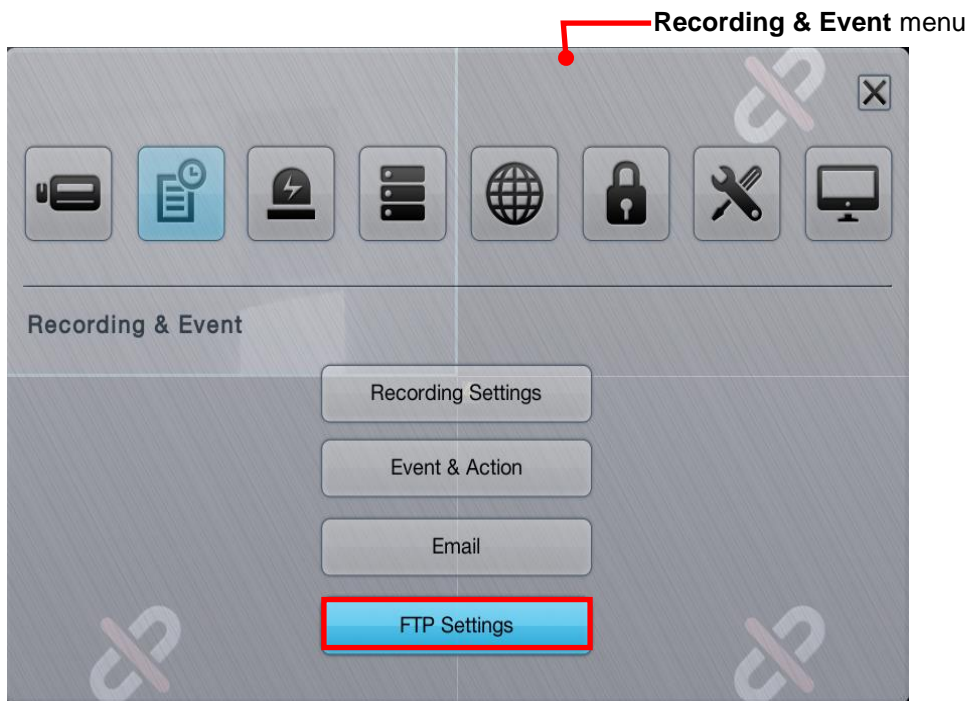 Recording & Event menu
Recording & Event
Recording Settings
Event & Action
Email
FTP Settings